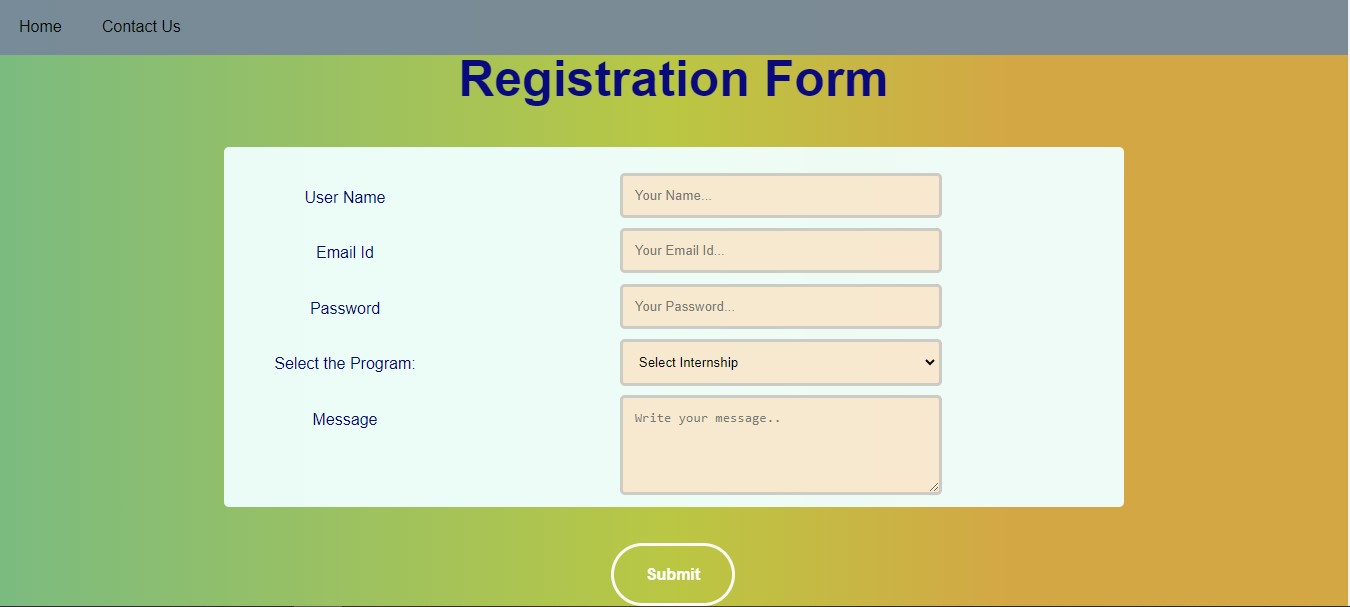 Home Contact Us
Registration Form
User Name Your Name...
Email Id Your Email Id...
Password Your Password...
Select the Program: Select Internship
Message Write your message..
Submit